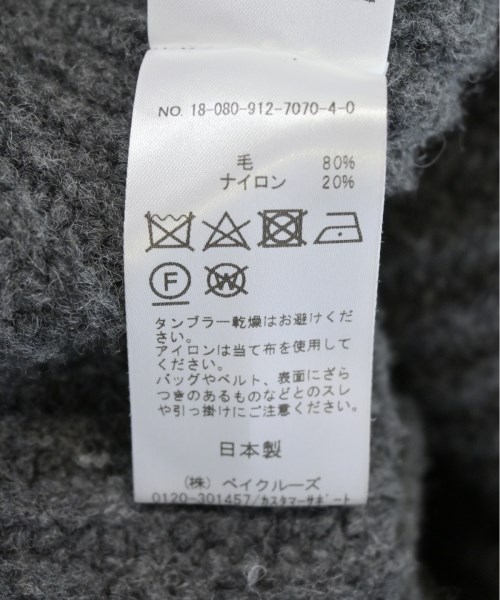 NO. 18-080-912-7070-4-0
毛 80%
ナイロン 20%
F W
タンブラー乾燥はお避けくだ
さい。
アイロンは当て布を使用して
ください。
バッグやベルト、表面にざら
つきのあるものなどとのスレ
や引っ掛けにご注意ください。
日本製
(株) ベイクルーズ
0120-301457/カスタマーサポート